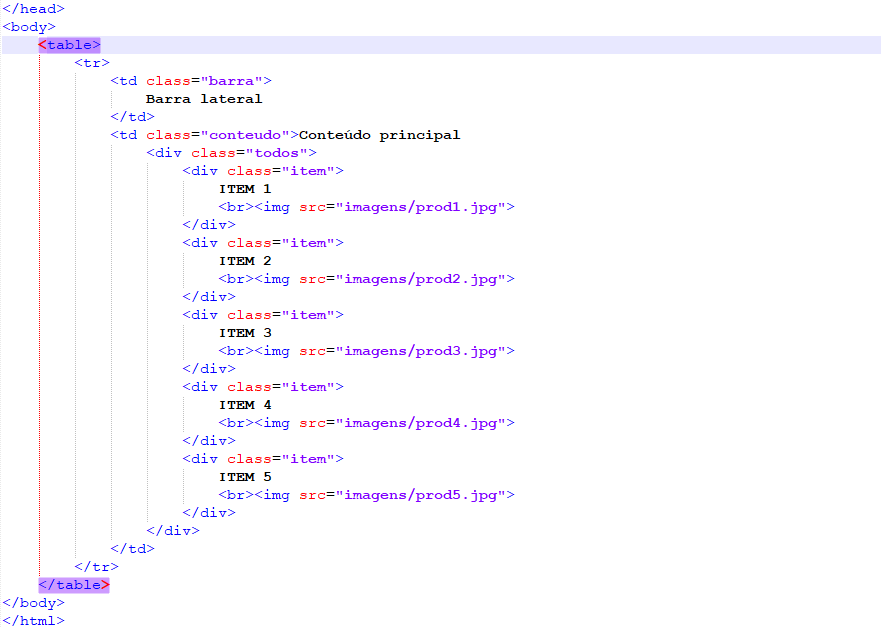 </head>
<body>
<table>
<tr>
<td class="barra">
Barra lateral
</td>
<td class="conteudo">Conteúdo principal
<div class="todos">
<div class="item">
ITEM 1
<br><img src="imagens/prod1.jpg">
</div>
<div class="item">
ITEM 2
<br><img src="imagens/prod2.jpg">
</div>
<div class="item">
ITEM 3
<br><img src="imagens/prod3.jpg">
</div>
<div class="item">
ITEM 4
<br><img src="imagens/prod4.jpg">
</div>
<div class="item">
ITEM 5
<br><img src="imagens/prod5.jpg">
</div>
</div>
</td>
</tr>
</table>
</body>
</html>